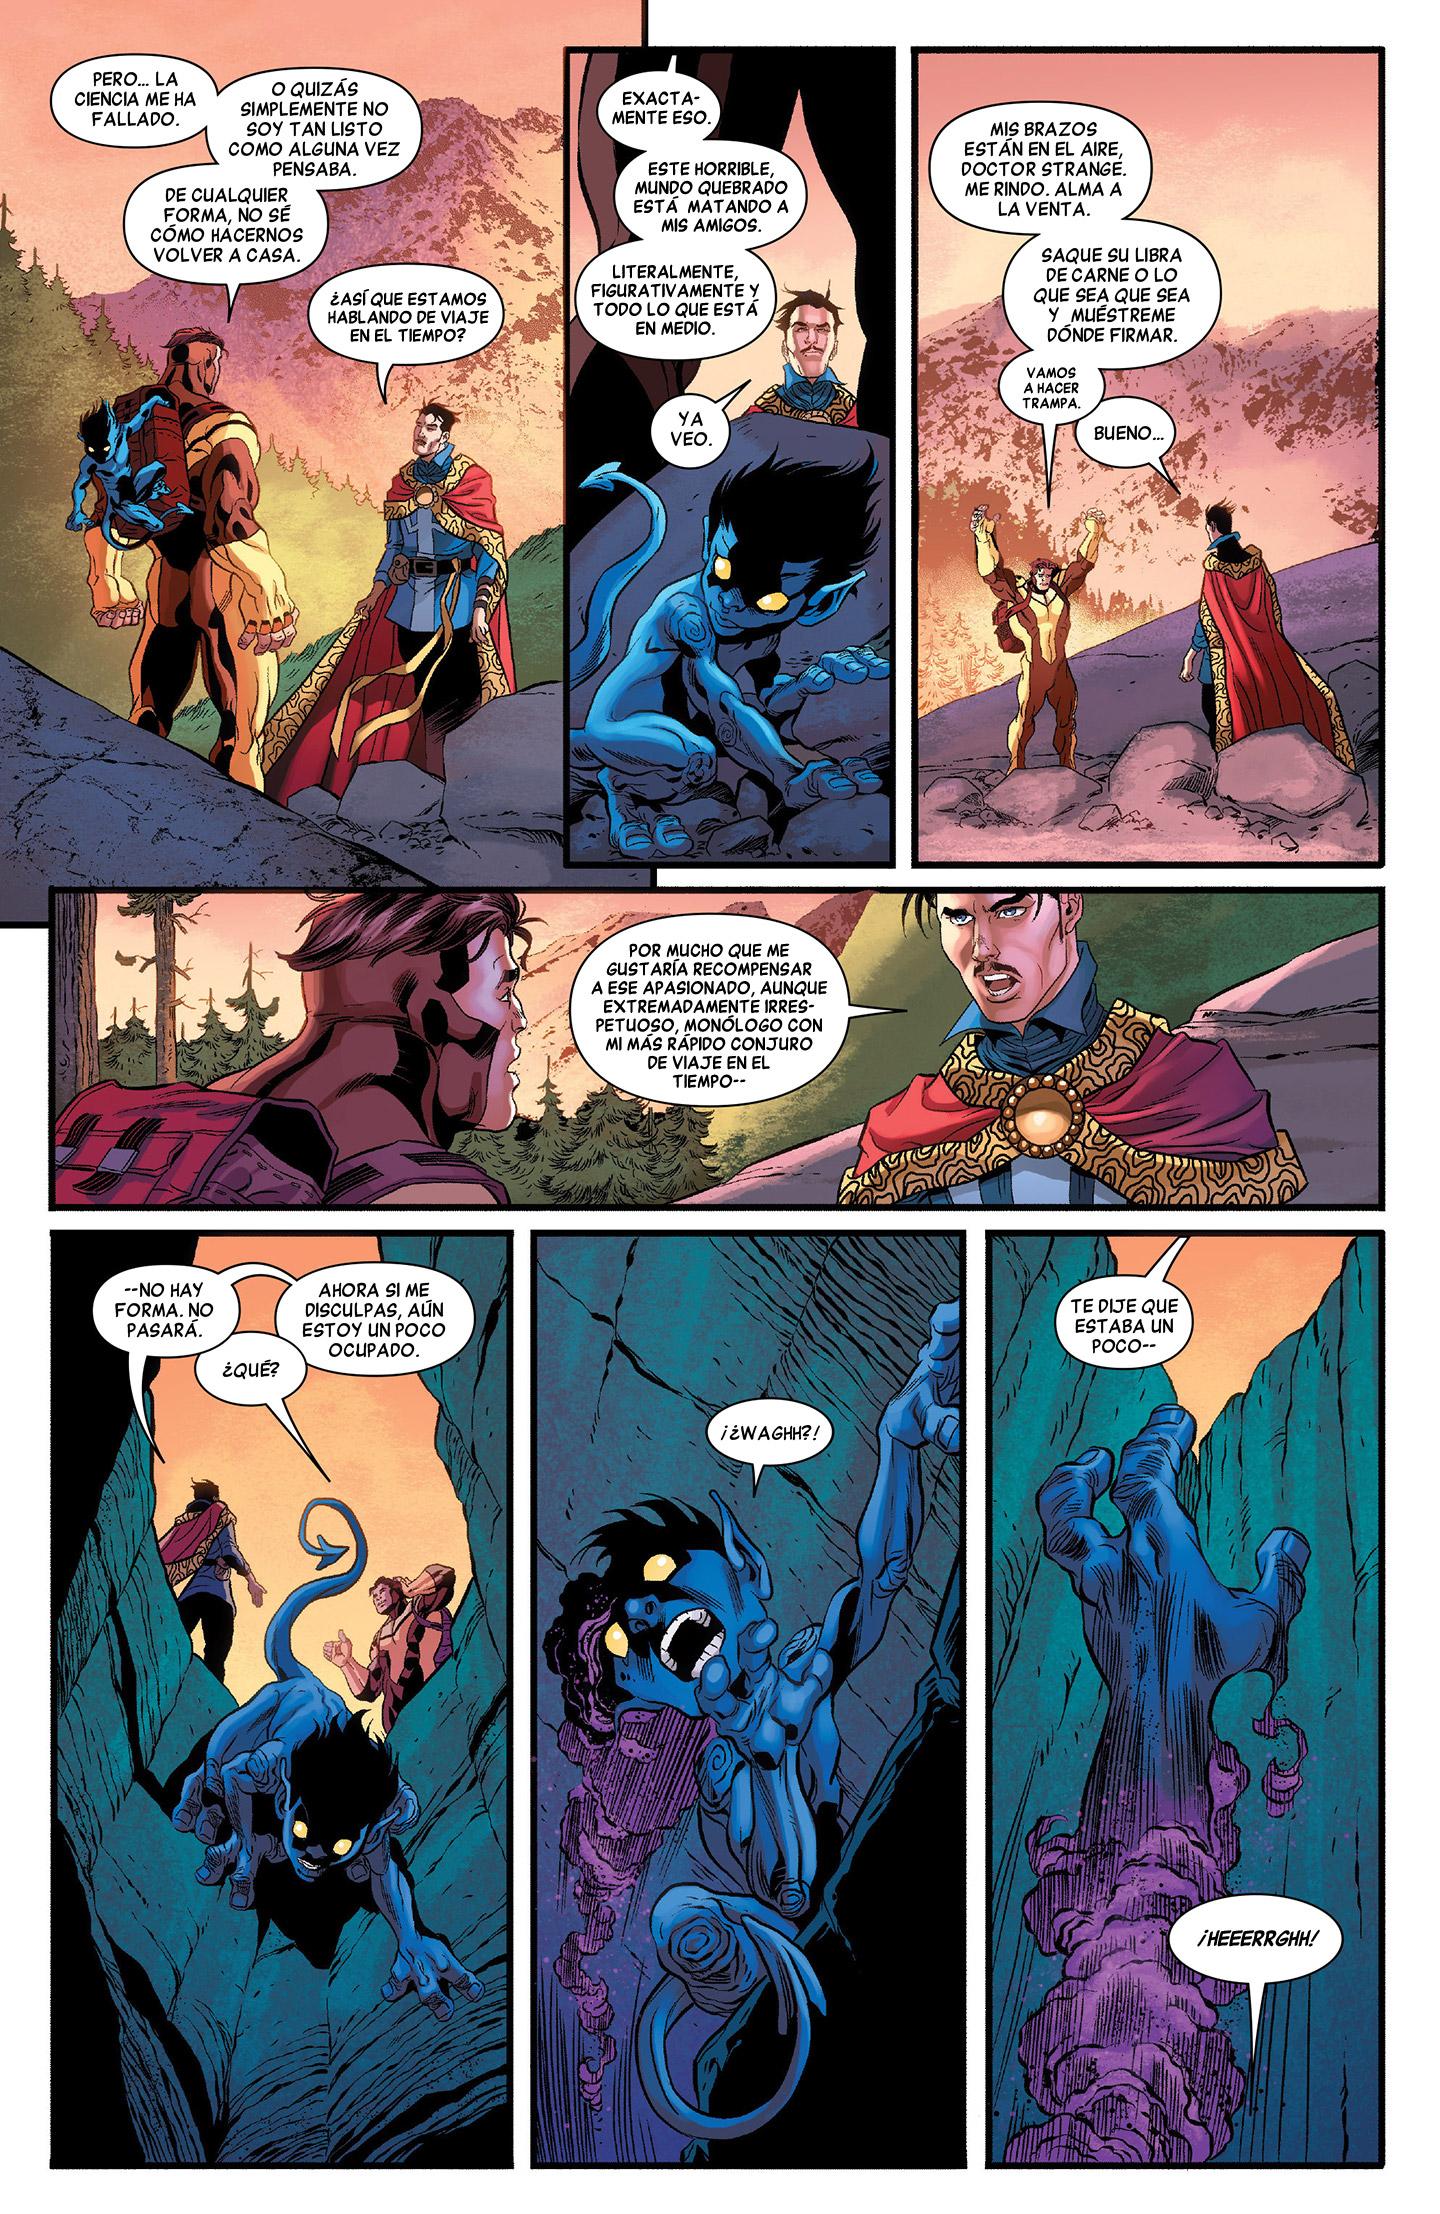 PERO... LA
CIENCIA ME HA
FALLADO.
O QUIZÁS
SIMPLEMENTE NO
SOY TAN LISTO
COMO ALGUNA VEZ
PENSABA.
DE CUALQUIER
FORMA, NO SÉ
CÓMO HACERNOS
VOLVER A CASA.
¿ASÍ QUE ESTAMOS
HABLANDO DE VIAJE
EN EL TIEMPO?
EXACTA-
MENTE ESO.
ESTE HORRIBLE,
MUNDO QUEBRADO
ESTÁ MATANDO A
MIS AMIGOS.
LITERALMENTE,
FIGURATIVAMENTE Y
TODO LO QUE ESTÁ
EN MEDIO.
YA
VEO.
MIS BRAZOS
ESTÁN EN EL AIRE,
DOCTOR STRANGE.
ME RINDO. ALMA A
LA VENTA.
SAQUE SU LIBRA
DE CARNE O LO
QUE SEA QUE SEA
Y MUÉSTREME
DÓNDE FIRMAR.
VAMOS
A HACER
TRAMPA.
BUENO...
POR MUCHO QUE ME
GUSTARÍA RECOMPENSAR
A ESE APASIONADO, AUNQUE
EXTREMADAMENTE IRRES-
PETUOSO, MONÓLOGO CON
MI MÁS RÁPIDO CONJURO
DE VIAJE EN EL
TIEMPO--
--NO HAY
FORMA. NO
PASARÁ.
¿QUÉ?
AHORA SI ME
DISCULPAS, AÚN
ESTOY UN POCO
OCUPADO.
¡¿WAGHH?!
TE DIJE QUE
ESTABA UN
POCO--
¡HEEERRGHH!